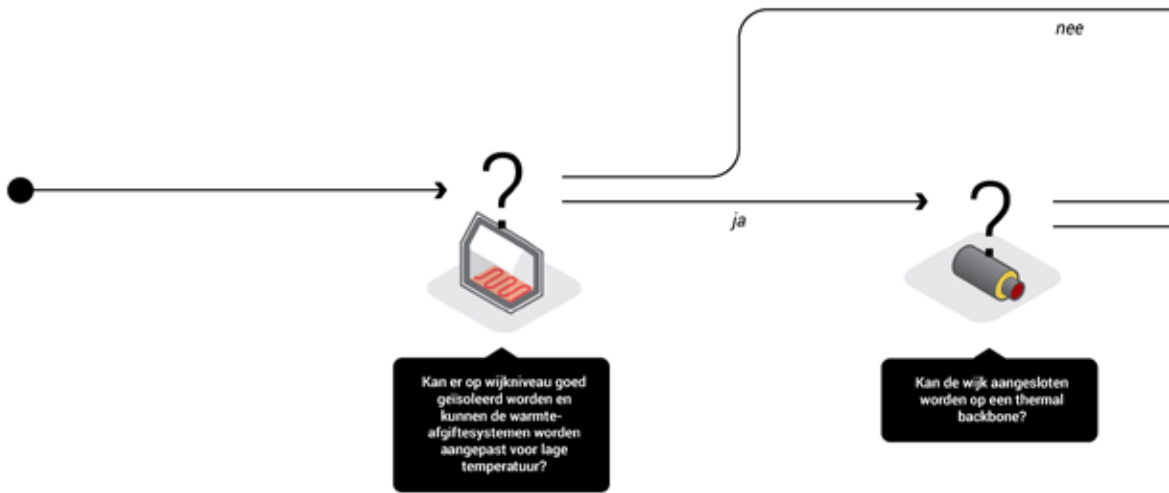 nee
?
?
ja
Kan er op wijkniveau goed
geïsoleerd worden en
kunnen de warmte-
afgiftesystemen worden
aangepast voor lage
temperatuur?
Kan de wijk aangesloten
worden op een thermal
backbone?